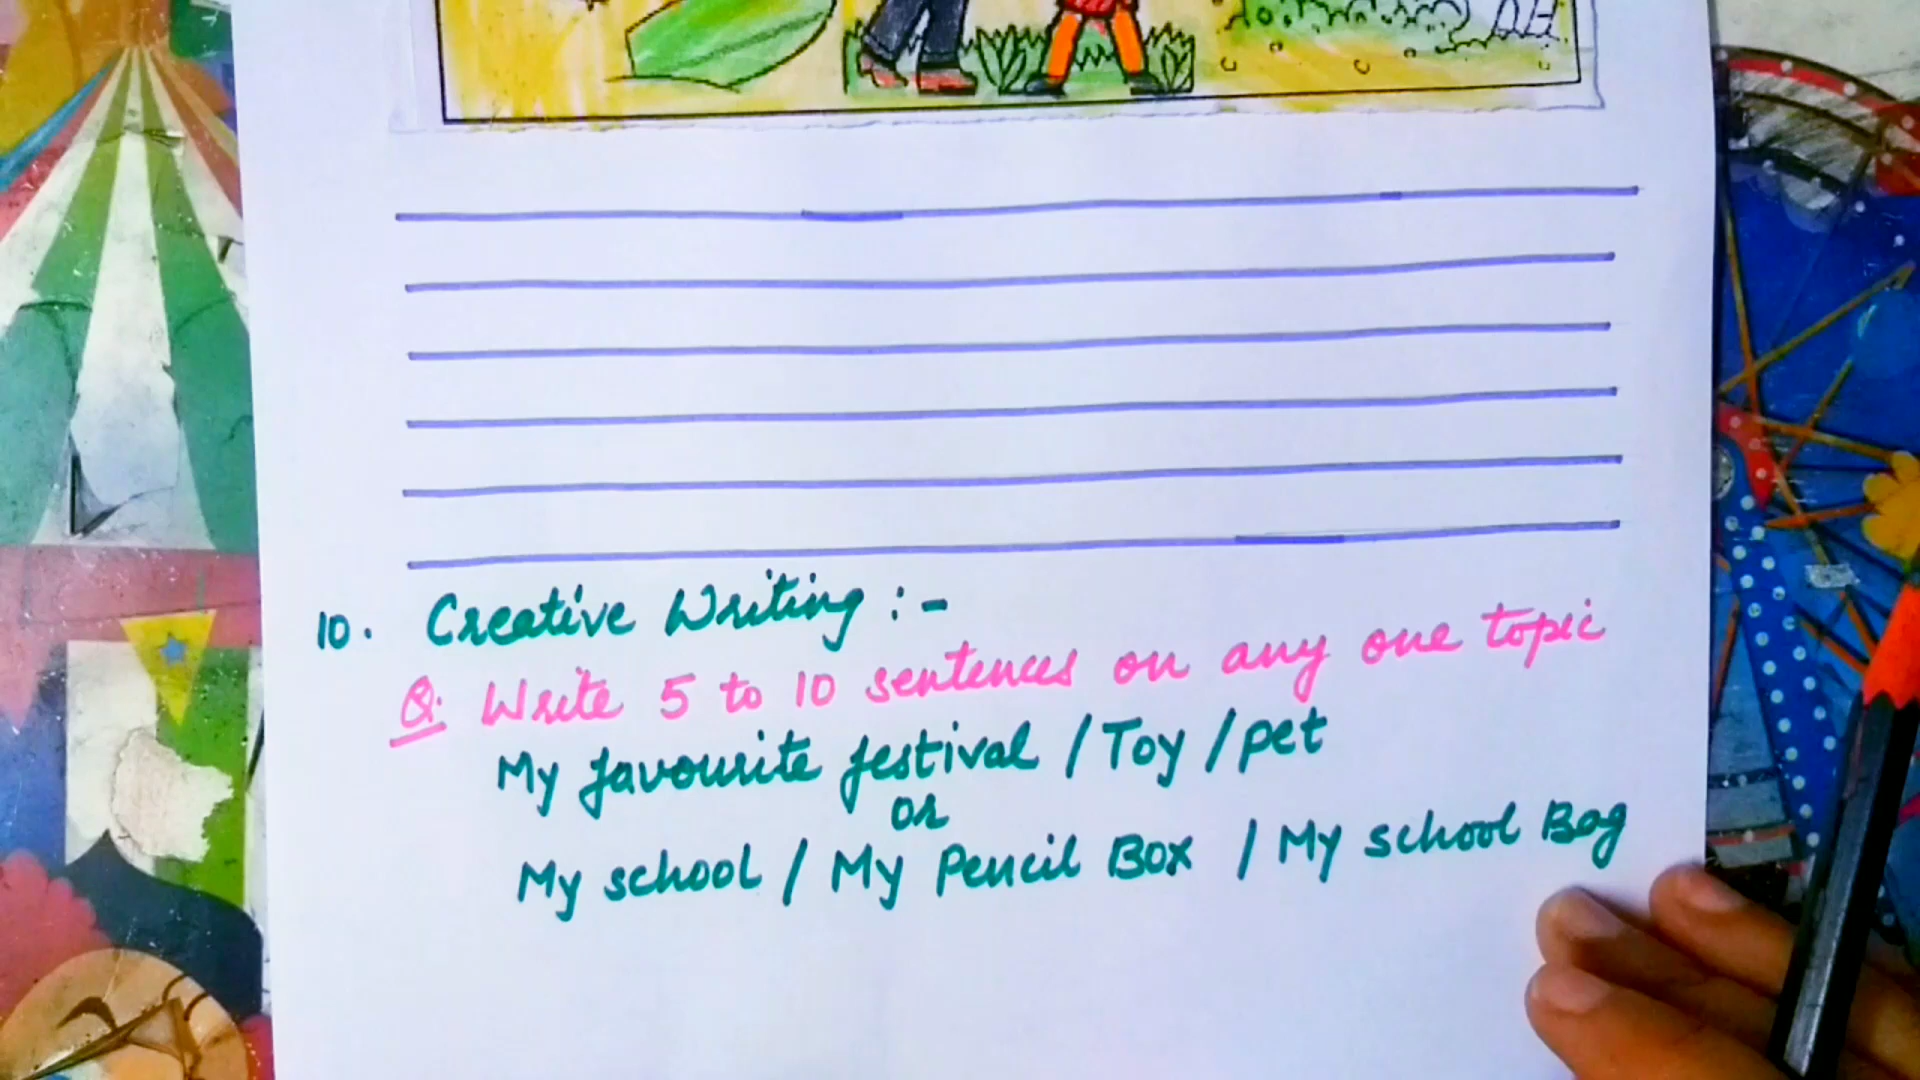 10. Creative Writing :-
Q. Write 5 to 10 sentences on any one topic
My favourite festival / Toy / pet
or
My school / My Pencil Box / My school Bag